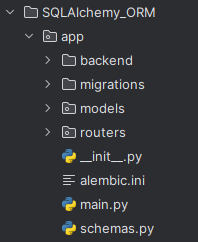 SQLAlchemy_ORM
app
backend
migrations
models
routers
__init__.py
alembic.ini
main.py
schemas.py